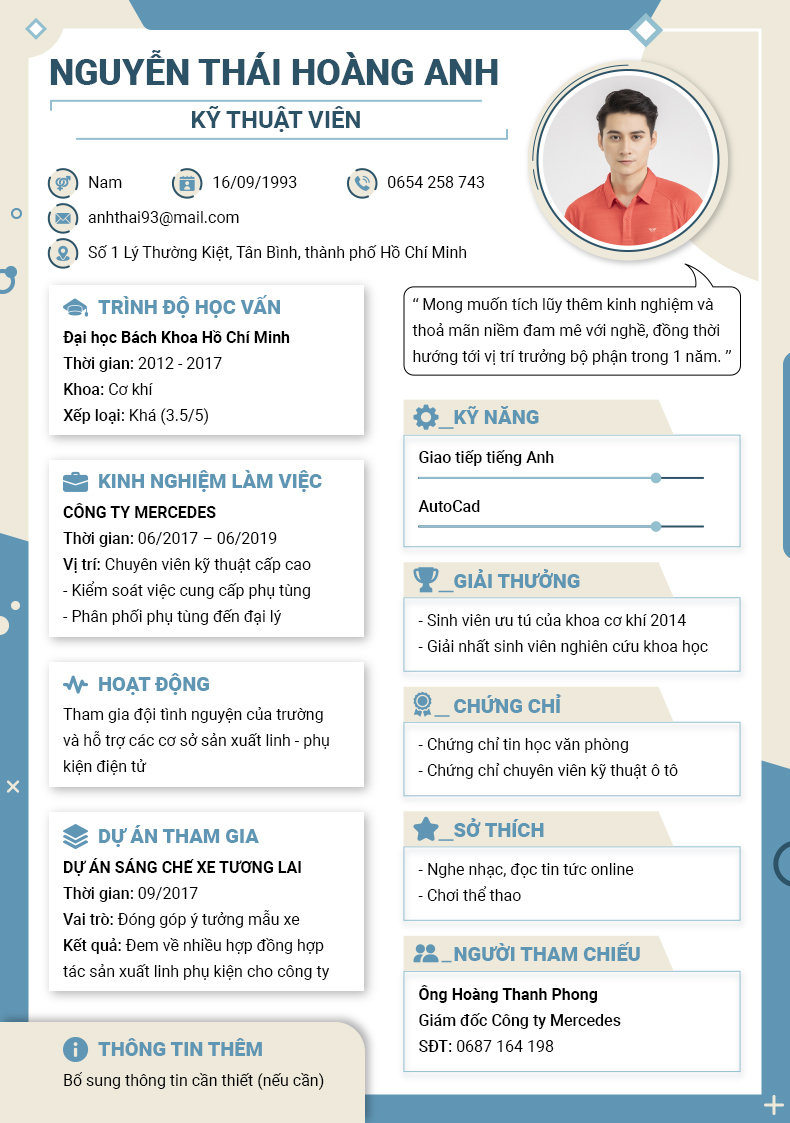 NGUYỄN THÁI HOÀNG ANH
KỸ THUẬT VIÊN
Nam
16/09/1993
0654 258 743
anhthai93@mail.com
Số 1 Lý Thường Kiệt, Tân Bình, thành phố Hồ Chí Minh
TRÌNH ĐỘ HỌC VẤN
Đại học Bách Khoa Hồ Chí Minh
Thời gian: 2012 - 2017
Khoa: Cơ khí
Xếp loại: Khá (3.5/5)
KINH NGHIỆM LÀM VIỆC
CÔNG TY MERCEDES
Thời gian: 06/2017 – 06/2019
Vị trí: Chuyên viên kỹ thuật cấp cao
- Kiểm soát việc cung cấp phụ tùng
- Phân phối phụ tùng đến đại lý
HOẠT ĐỘNG
Tham gia đội tình nguyện của trường
và hỗ trợ các cơ sở sản xuất linh - phụ
kiện điện tử
DỰ ÁN THAM GIA
DỰ ÁN SÁNG CHẾ XE TƯƠNG LAI
Thời gian: 09/2017
Vai trò: Đóng góp ý tưởng mẫu xe
Kết quả: Đem về nhiều hợp đồng hợp
tác sản xuất linh phụ kiện cho công ty
THÔNG TIN THÊM
Bổ sung thông tin cần thiết (nếu cần)
“ Mong muốn tích lũy thêm kinh nghiệm và
thoả mãn niềm đam mê với nghề, đồng thời
hướng tới vị trí trưởng bộ phận trong 1 năm. ”
_KỸ NĂNG
Giao tiếp tiếng Anh
AutoCad
_GIẢI THƯỞNG
- Sinh viên ưu tú của khoa cơ khí 2014
- Giải nhất sinh viên nghiên cứu khoa học
_ CHỨNG CHỈ
- Chứng chỉ tin học văn phòng
- Chứng chỉ chuyên viên kỹ thuật ô tô
_SỞ THÍCH
- Nghe nhạc, đọc tin tức online
- Chơi thể thao
_NGƯỜI THAM CHIẾU
Ông Hoàng Thanh Phong
Giám đốc Công ty Mercedes
SĐT: 0687 164 198